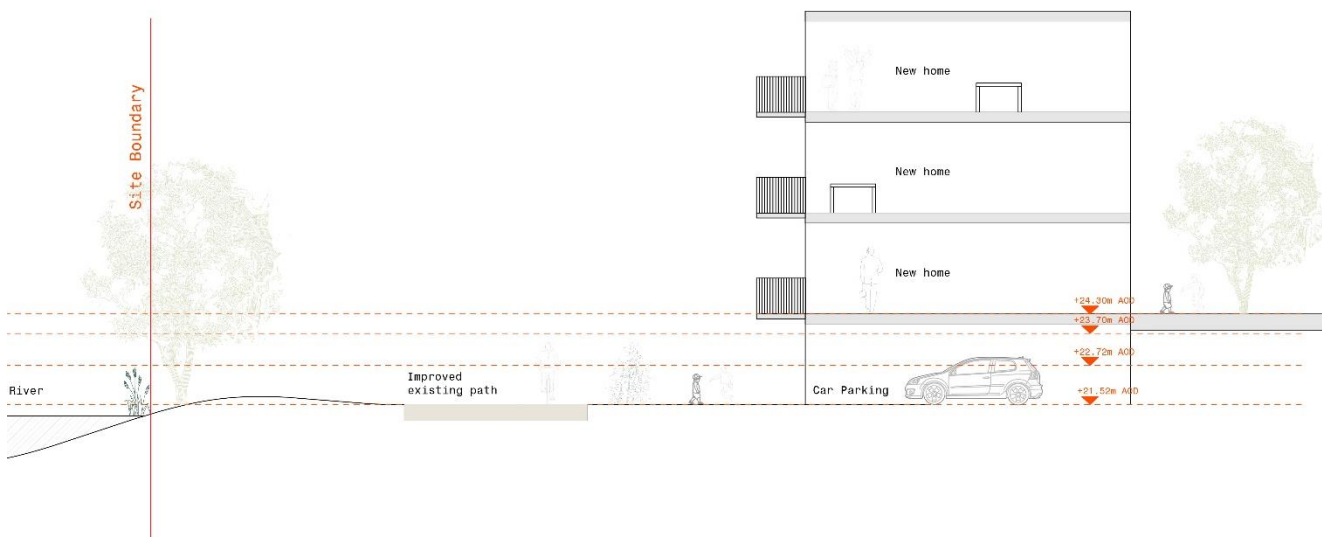 Site Boundary
New home
New home
New home
+24.30m AOD
+23.70m AOD
+22.72m AOD
+21.52m AOD
River
Improved
existing path
Car Parking